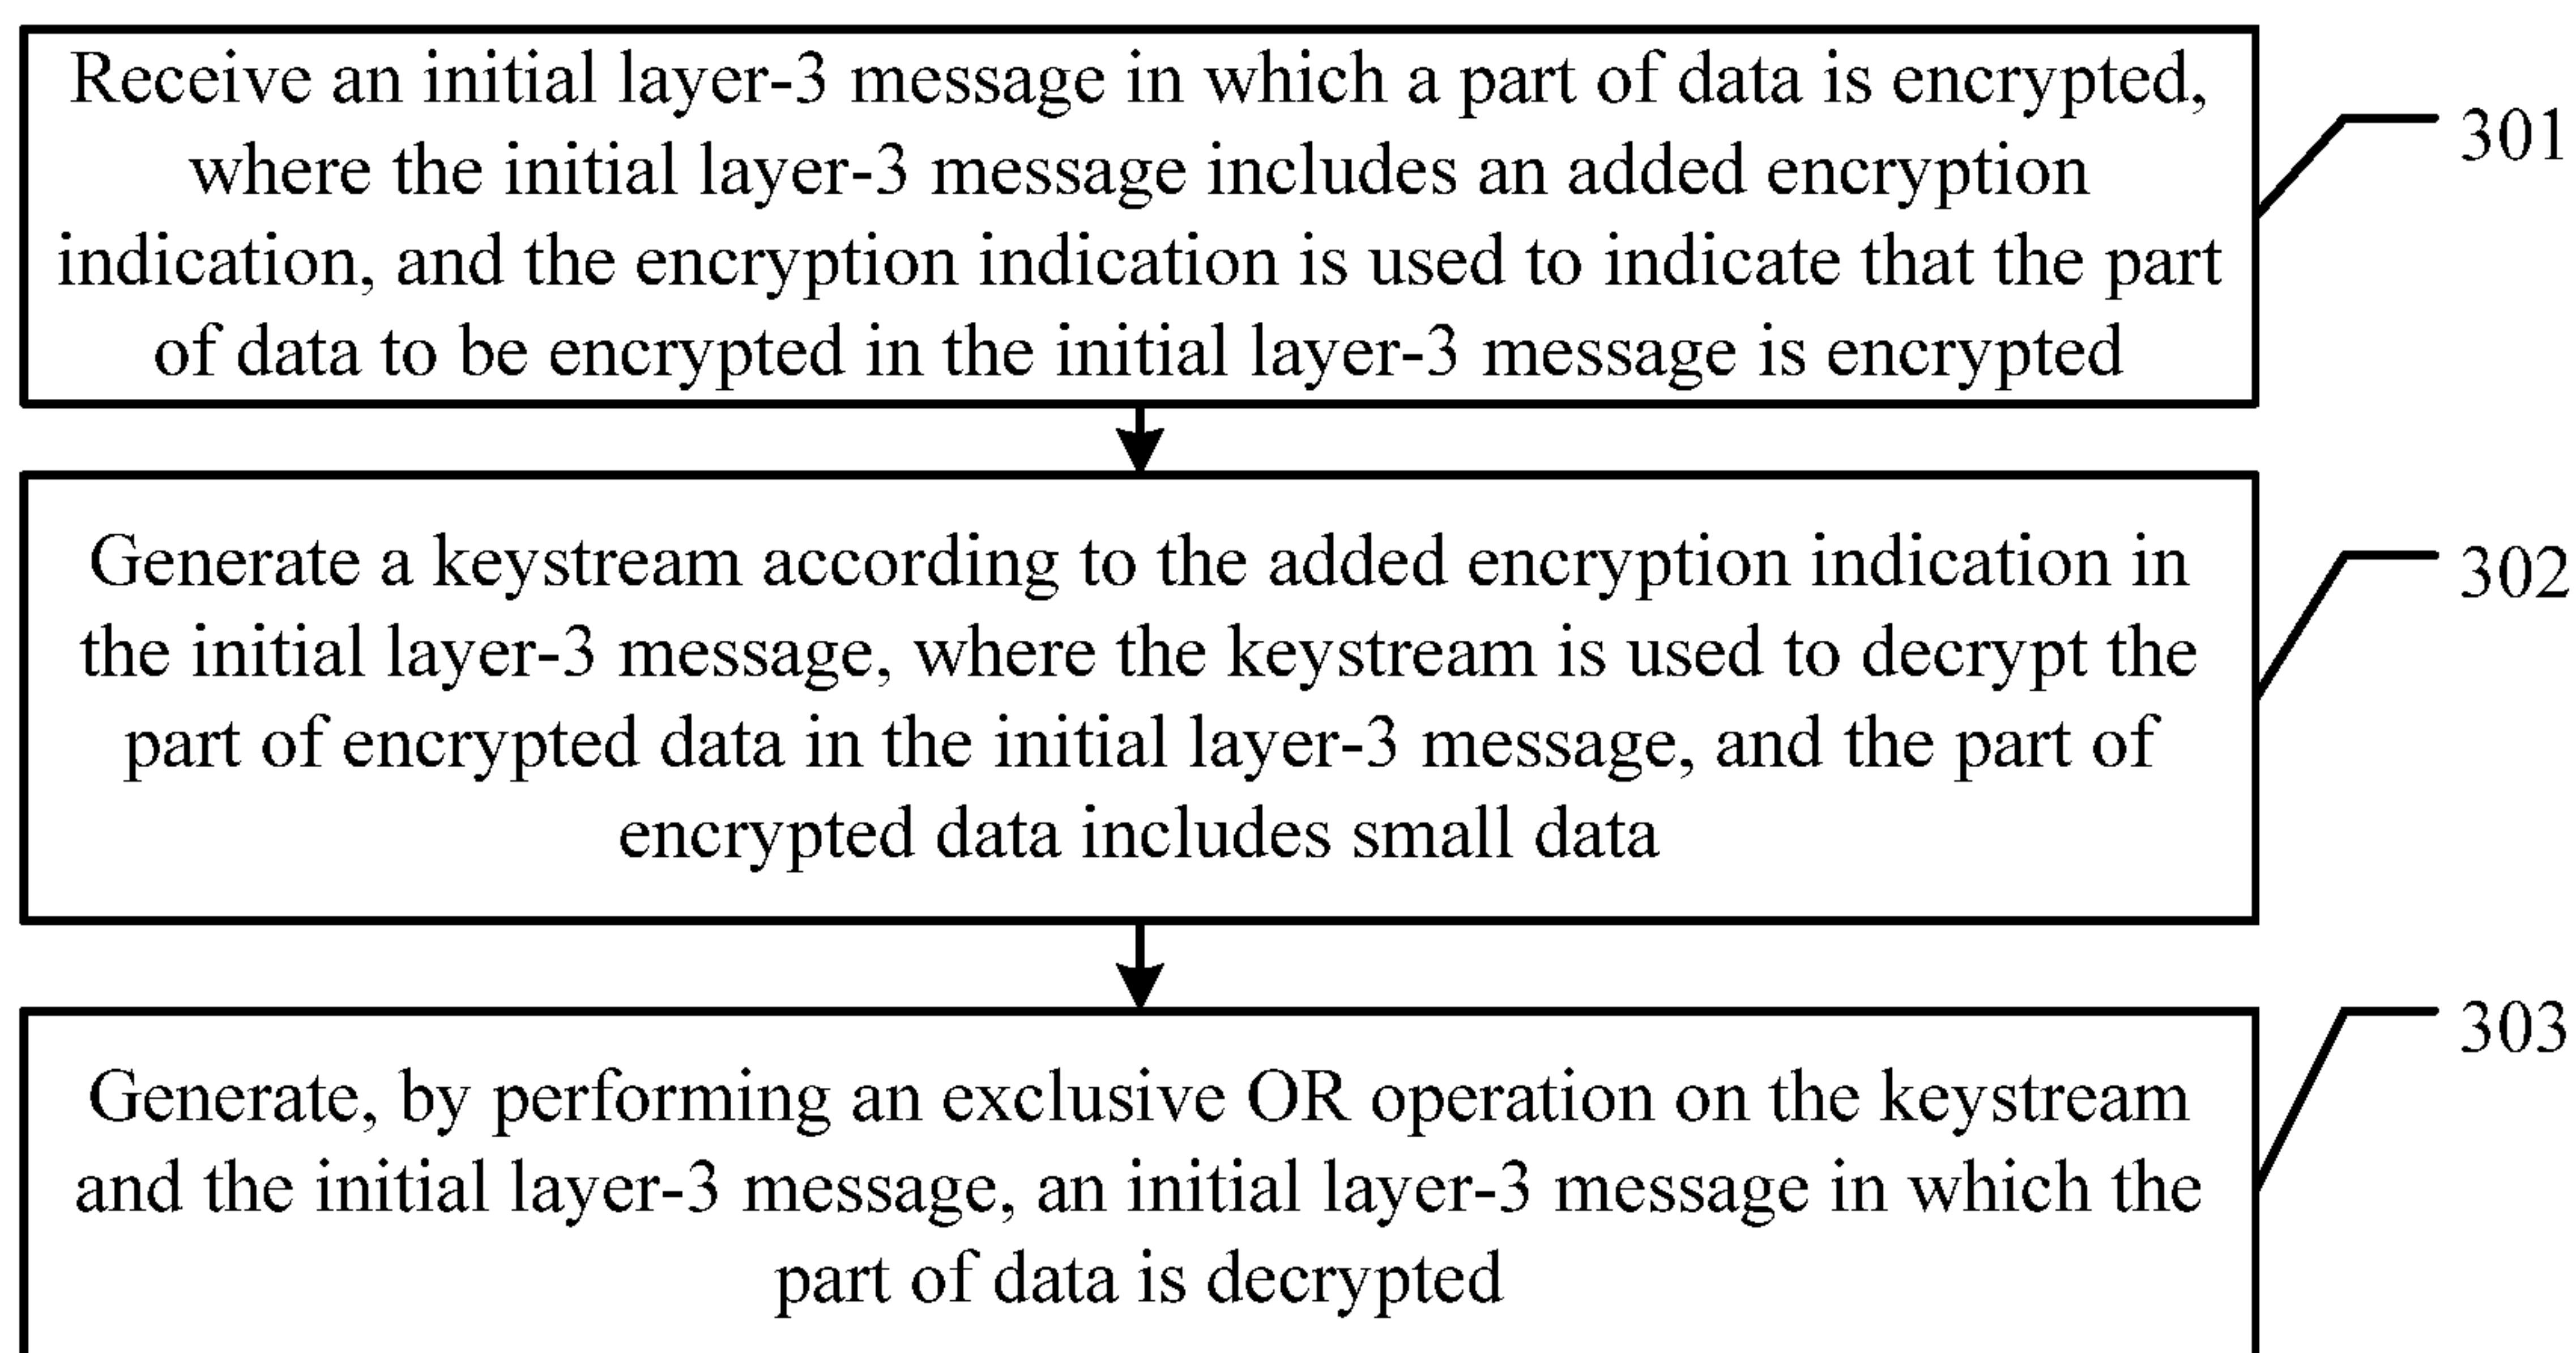 Receive an initial layer-3 message in which a part of data is encrypted,
where the initial layer-3 message includes an added encryption
indication, and the encryption indication is used to indicate that the part
of data to be encrypted in the initial layer-3 message is encrypted
301
Generate a keystream according to the added encryption indication in
the initial layer-3 message, where the keystream is used to decrypt the
part of encrypted data in the initial layer-3 message, and the part of
encrypted data includes small data
302
Generate, by performing an exclusive OR operation on the keystream
and the initial layer-3 message, an initial layer-3 message in which the
part of data is decrypted
303